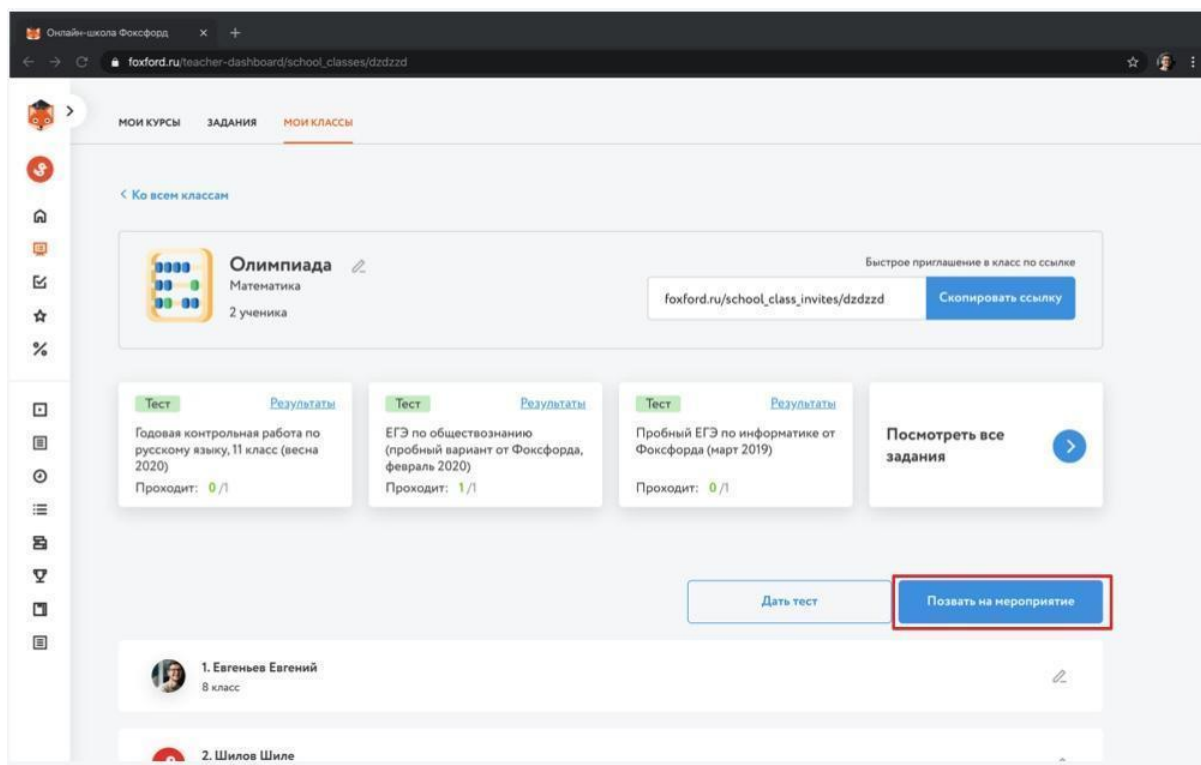 Онлайн-школа Фоксфорд
foxford.ru/teacher-dashboard/school_classes/dzdzzd
МОИ КУРСЫ ЗАДАНИЯ МОИ КЛАССЫ
< Ко всем классам
Олимпиада
Математика
2 ученика
Быстрое приглашение в класс по ссылке
foxford.ru/school_class_invites/dzdzzd Скопировать ссылку
Тест Результаты
Годовая контрольная работа по
русскому языку, 11 класс (весна
2020)
Проходит: 0/1
Тест Результаты
ЕГЭ по обществознанию
(пробный вариант от Фоксфорда,
февраль 2020)
Проходит: 1/1
Тест Результаты
Пробный ЕГЭ по информатике от
Фоксфорда (март 2019)
Проходит: 0/1
Посмотреть все
задания
Дать тест Позвать на мероприятие
1. Евгеньев Евгений
8 класс
2. Шилов Шиле